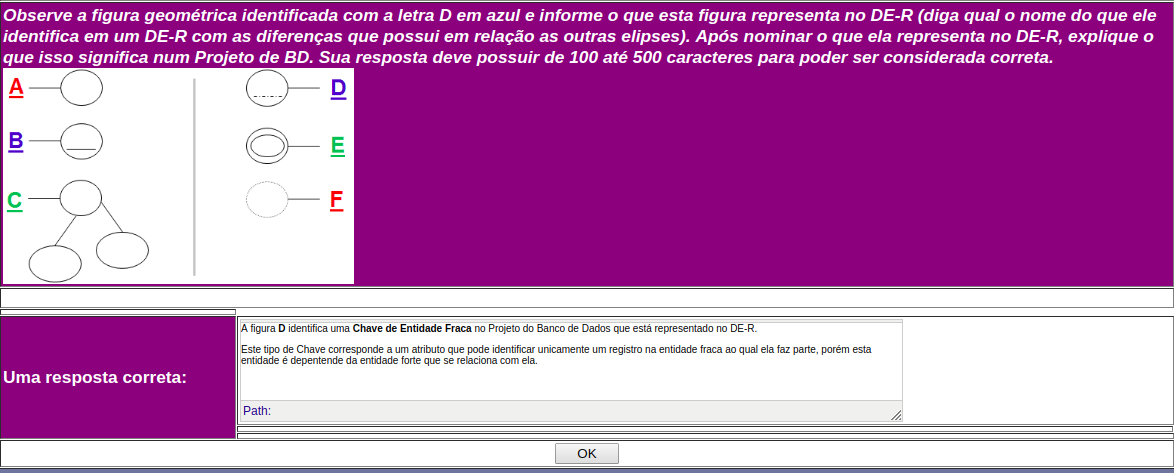 Observe a figura geométrica identificada com a letra D em azul e informe o que esta figura representa no DE-R (diga qual o nome do que ele
identifica em um DE-R com as diferenças que possui em relação as outras elipses). Após nominar o que ela representa no DE-R, explique o
que isso significa num Projeto de BD. Sua resposta deve possuir de 100 até 500 caracteres para poder ser considerada correta.
A
D
B
E
C
F
Uma resposta correta:
A figura D identifica uma Chave de Entidade Fraca no Projeto do Banco de Dados que está representado no DE-R.
Este tipo de Chave corresponde a um atributo que pode identificar unicamente um registro na entidade fraca ao qual ela faz parte, porém esta
entidade é depentende da entidade forte que se relaciona com ela.
Path:
OK